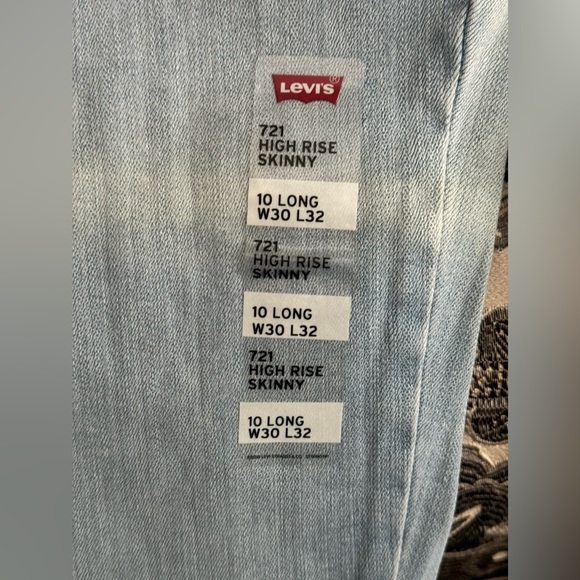 LEVI'S
721
HIGH RISE
SKINNY
10 LONG
W30 L32
721
HIGH RISE
SKINNY
10 LONG
W30 L32
721
HIGH RISE
SKINNY
10 LONG
W30 L32